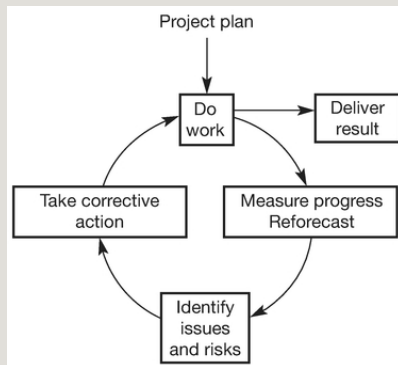 Project plan
Do
work
Deliver
result
Take corrective
action
Measure progress
Reforecast
Identify
issues
and risks